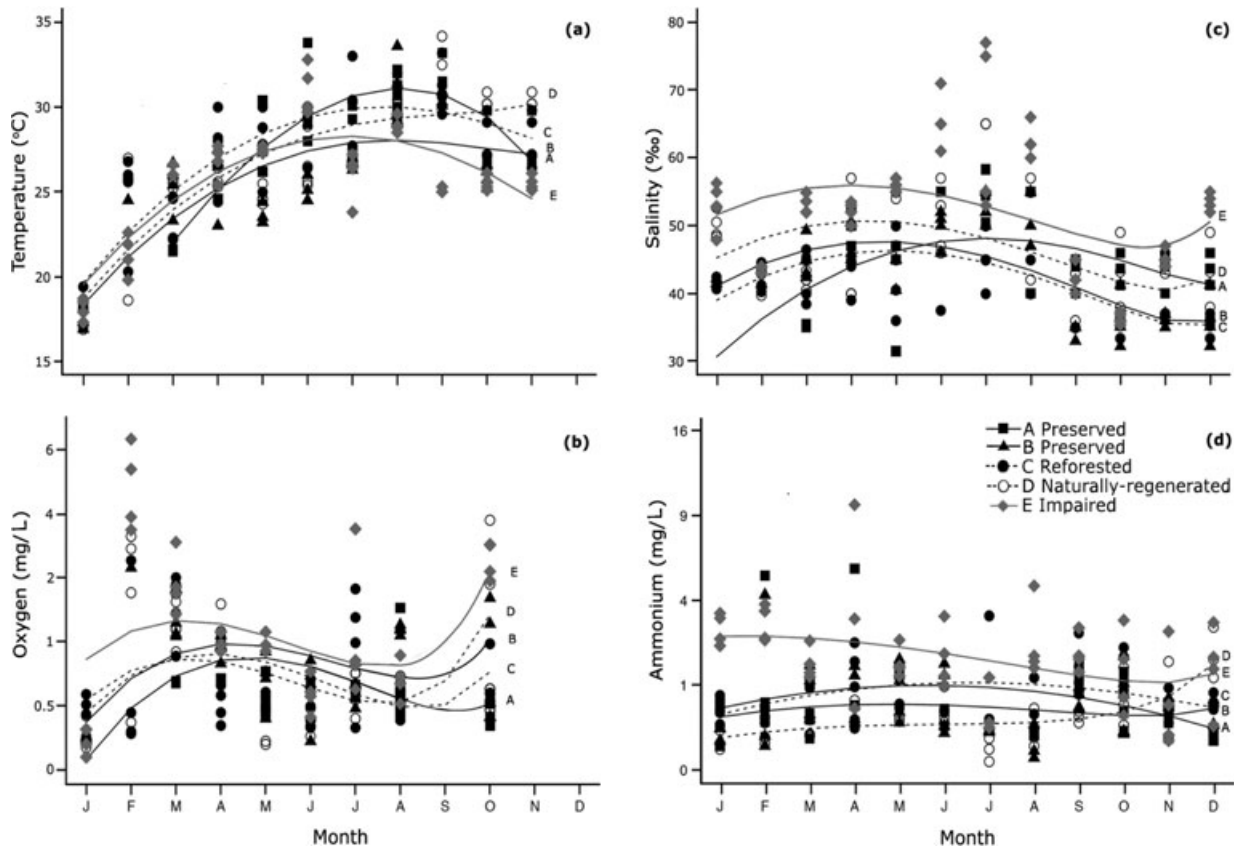 (a)
Temperature (°C)
35
30
25
20
15
D
C
B
A
E
(c)
Salinity (‰)
80
70
60
50
40
30
E
D
A
B
C
(b)
Oxygen (mg/L)
6
4
2
1
0.5
0
E
D
B
C
A
J F M A M J J A S O N D
Month
(d)
Ammonium (mg/L)
16
9
4
1
0
A Preserved
B Preserved
C Reforested
D Naturally-regenerated
E Impaired
D
E
C
B
A
J F M A M J J A S O N D
Month